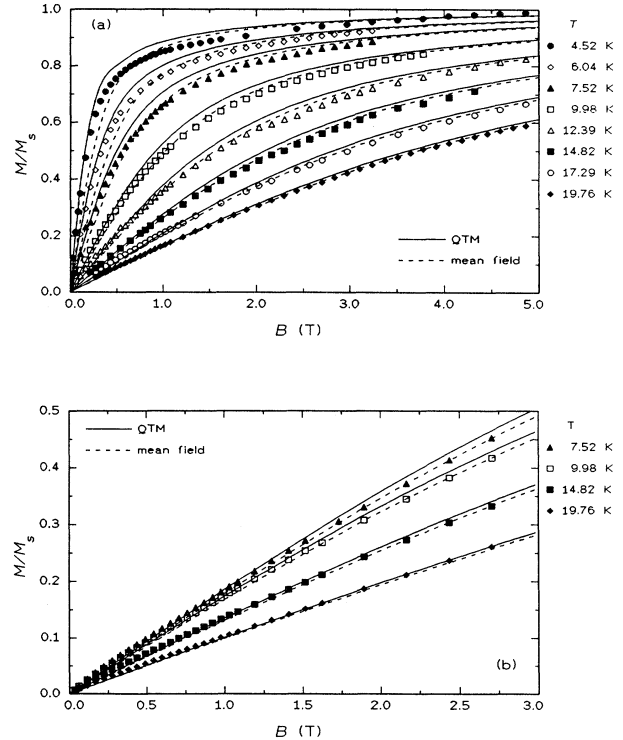 (a)
M/Ms
1.0
0.8
0.6
0.4
0.2
0.0
0.0 1.0 2.0 3.0 4.0 5.0
B (T)
QTM
mean field
T
4.52 K
6.04 K
7.52 K
9.98 K
12.39 K
14.82 K
17.29 K
19.76 K
M/Ms
0.5
0.4
0.3
0.2
0.1
0.0
0.0 0.5 1.0 1.5 2.0 2.5 3.0
B (T)
QTM
mean field
(b)
T
7.52 K
9.98 K
14.82 K
19.76 K